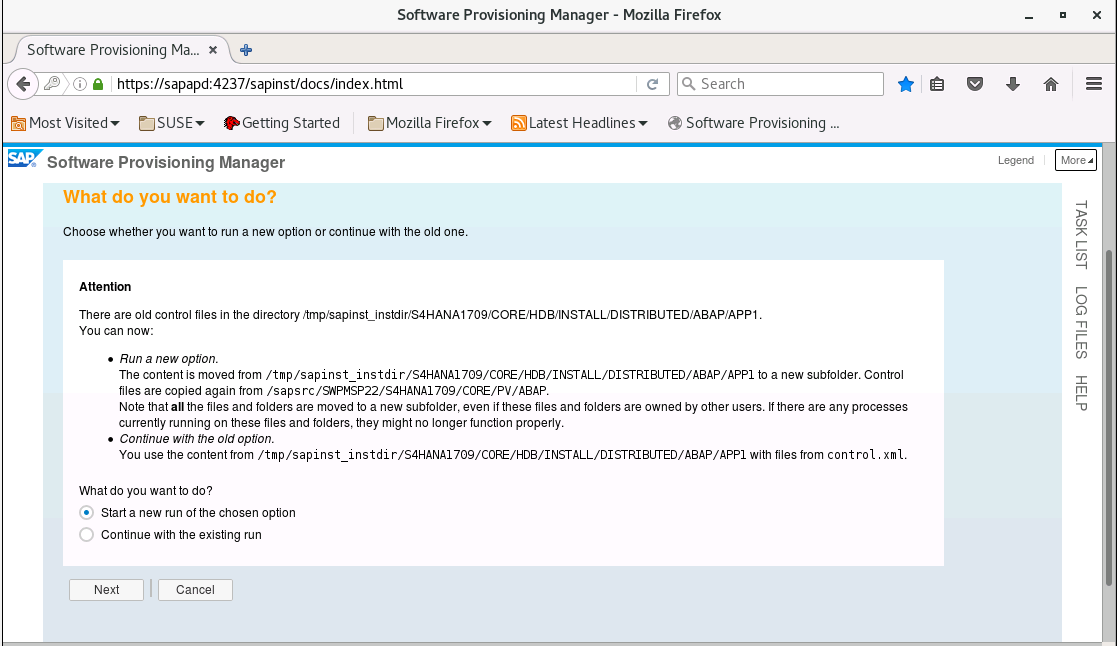 Software Provisioning Manager - Mozilla Firefox
Software Provisioning Ma...
https://sapapd:4237/sapinst/docs/index.html
Search
Most Visited
SUSE
Getting Started
Mozilla Firefox
Latest Headlines
Software Provisioning ...
SAP
Software Provisioning Manager
Legend
More
What do you want to do?
Choose whether you want to run a new option or continue with the old one.
Attention
There are old control files in the directory /tmp/sapinst_instdir/S4HANA1709/CORE/HDB/INSTALL/DISTRIBUTED/ABAP/APP1.
You can now:
• Run a new option.
The content is moved from /tmp/sapinst_instdir/S4HANA1709/CORE/HDB/INSTALL/DISTRIBUTED/ABAP/APP1 to a new subfolder. Control
files are copied again from /sapsrc/SWPMSP22/S4HANA1709/CORE/PV/ABAP.
Note that all the files and folders are moved to a new subfolder, even if these files and folders are owned by other users. If there are any processes
currently running on these files and folders, they might no longer function properly.
• Continue with the old option.
You use the content from /tmp/sapinst_instdir/S4HANA1709/CORE/HDB/INSTALL/DISTRIBUTED/ABAP/APP1 with files from control.xml.
What do you want to do?
Start a new run of the chosen option
Continue with the existing run
Next
Cancel
TASK LIST
LOG FILES
HELP